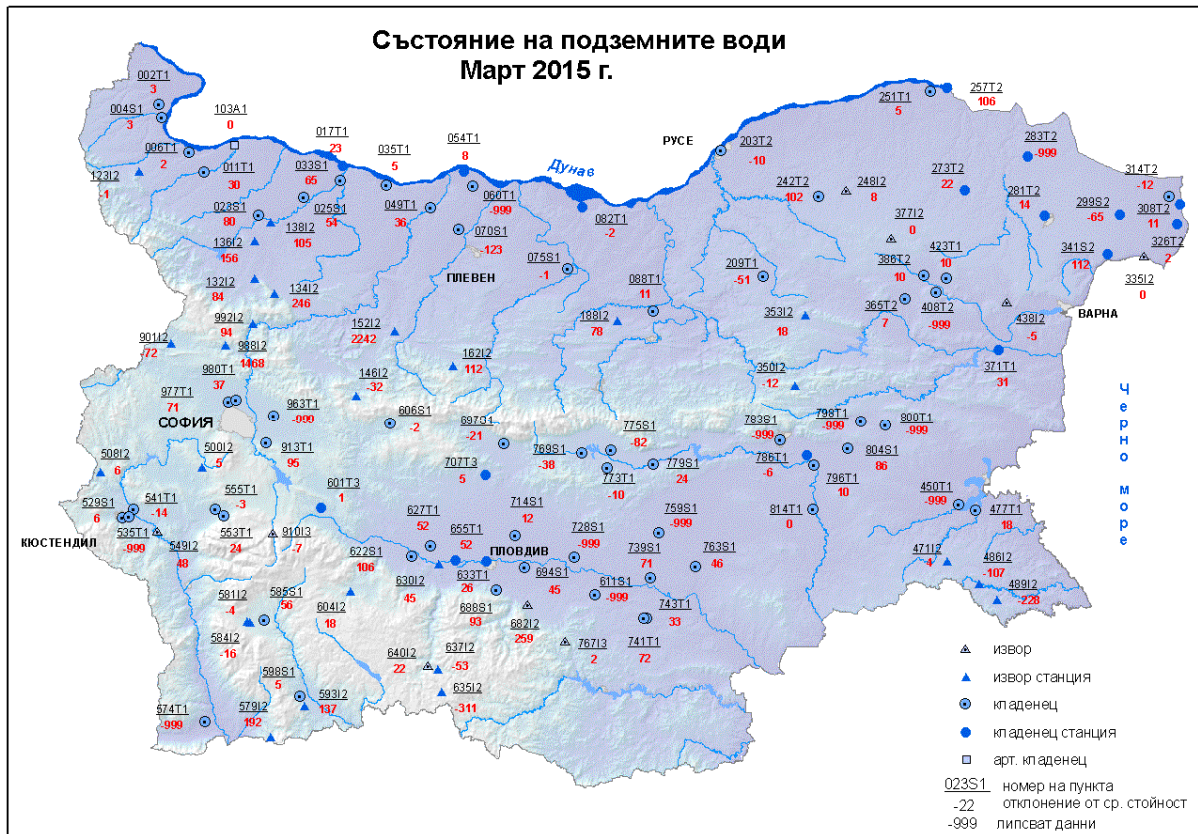 Състояние на подземните води
Март 2015 г.
002T1
3
004S1
3
103A1
0
006T1
2
011T1
30
017T1
23
033S1
65
035T1
5
054T1
8
Дунав
РУСЕ
203T2
-10
251T1
5
257T2
106
283T2
-999
273T2
22
281T2
14
314T2
-12
299S2
-65
308T2
11
326T2
2
123I2
-1
023S1
80
025S1
54
049T1
36
060T1
-999
070S1
-123
082T1
-2
242T2
102
248I2
8
377I2
0
341S2
112
335I2
0
138I2
105
136I2
156
ПЛЕВЕН
075S1
-1
088T1
11
209T1
-51
386T2
10
423T1
10
132I2
84
134I2
246
365T2
7
408T2
-999
438I2
-5
ВАРНА
992I2
94
901I2
-72
988I2
1468
152I2
2242
188I2
78
353I2
18
162I2
112
146I2
-32
350I2
-12
371T1
31
980T1
37
977T1
71
СОФИЯ
963T1
-999
606S1
-2
697S1
-21
775S1
-82
783S1
-999
798T1
-999
800T1
-999
Черно море
913T1
95
500I2
5
508I2
6
769S1
-38
773T1
-10
779S1
24
786T1
-6
804S1
86
796T1
10
707T3
5
601T3
1
529S1
6
541T1
-14
555T1
-3
535T1
-999
КЮСТЕНДИЛ
549I2
48
553T1
24
910I3
-7
627T1
52
655T1
52
714S1
12
ПЛОВДИВ
728S1
-999
759S1
-999
814T1
0
450T1
-999
477T1
18
622S1
106
630I2
45
633T1
26
694S1
45
739S1
71
763S1
46
611S1
-999
471I2
4
486I2
-107
489I2
-228
581I2
-4
585S1
56
604I2
18
688S1
93
682I2
259
743T1
33
741T1
72
584I2
-16
640I2
22
637I2
-53
767I3
2
635I2
-311
598S1
5
593I2
137
574T1
-999
579I2
192
извор
извор станция
кладенец
кладенец станция
арт. кладенец
023S1 номер на пункта
-22 отклонение от ср. стойност
-999 липсват данни